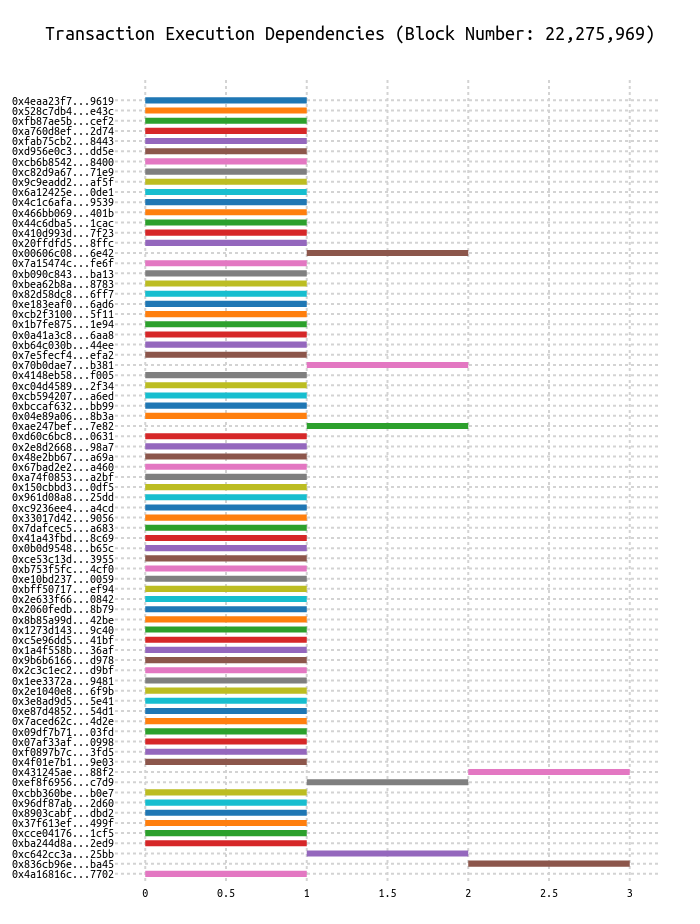 Transaction Execution Dependencies (Block Number: 22,275,969)
0x4eaa23f7...9619
0x528c7db4...e43c
0xfb87ae5b...cef2
0xa760d8ef...2d74
0xfab75cb2...8443
0xd956e0c3...dd5e
0xcb6b8542...8400
0xc82d9a67...71e9
0x9c9eadd2...af5f
0x6a12425e...0de1
0x4c1c6afa...9539
0x466bb069...401b
0x44c6dba5...1cac
0x410d993d...7f23
0x20ffdfd5...8ffc
0x00606c08...6e42
0x7a15474c...fe6f
0xb090c843...ba13
0xbea62b8a...8783
0x82d58dc8...6ff7
0xe183eaf0...6ad6
0xcb2f3100...5f11
0x1b7fe875...1e94
0x0a41a3c8...6aa8
0xb64c030b...44ee
0x7e5fecf4...efa2
0x70b0dae7...b381
0x4148eb58...f005
0xc04d4589...2f34
0xcb594207...a6ed
0xbccaf632...bb99
0x04e89a06...8b3a
0xae247bef...7e82
0xd60c6bc8...0631
0x2e8d2668...98a7
0x48e2bb67...a69a
0x67bad2e2...a460
0xa74f0853...a2bf
0x150cbbd3...0df5
0x961d08a8...25dd
0xc9236ee4...a4cd
0x33017d42...9056
0x7dafcec5...a683
0x41a43fbd...8c69
0x0b0d9548...b65c
0xce53c13d...3955
0xb753f5fc...4cf0
0xe10bd237...0059
0xbff50717...ef94
0x2e633f66...0842
0x2060fedb...8b79
0x8b85a99d...42be
0x1273d143...9c40
0xc5e96dd5...41bf
0x1a4f558b...36af
0x9b6b6166...d978
0x2c3c1ec2...d9bf
0x1ee3372a...9481
0x2e1040e8...6f9b
0x3e8ad9d5...5e41
0xe87d4852...54d1
0x7aced62c...4d2e
0x09df7b71...03fd
0x07af33af...0998
0xf0897b7c...3fd5
0x4f01e7b1...9e03
0x431245ae...88f2
0xef8f6956...c7d9
0xcbb360be...b0e7
0x96df87ab...2d60
0x8903cabf...dbd2
0x37f613ef...499f
0xcce04176...1cf5
0xba244d8a...2ed9
0xc642cc3a...25bb
0x836cb96e...ba45
0x4a16816c...7702
0 0.5 1 1.5 2 2.5 3